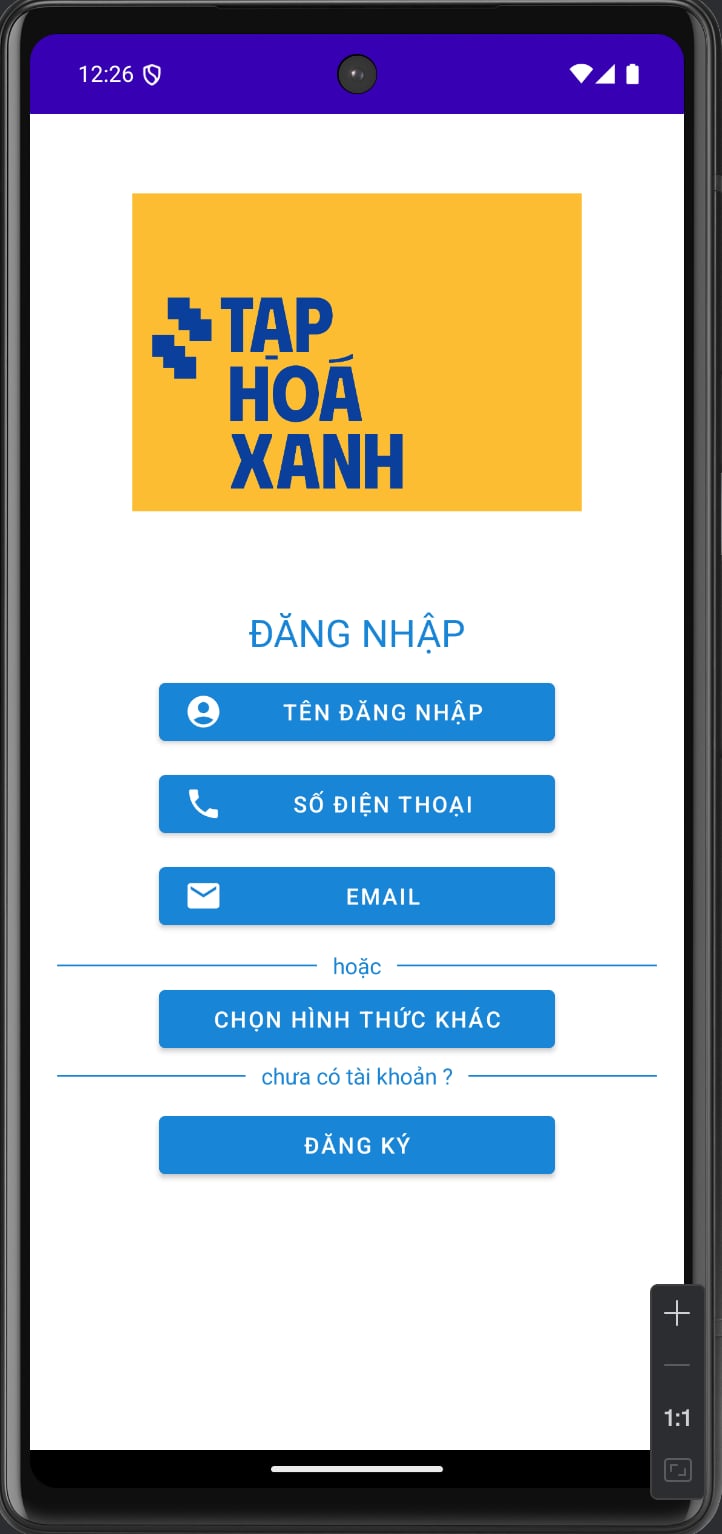 12:26
TẠP
HOÁ
XANH
ĐĂNG NHẬP
TÊN ĐĂNG NHẬP
SỐ ĐIỆN THOẠI
EMAIL
hoặc
CHỌN HÌNH THỨC KHÁC
chưa có tài khoản ?
ĐĂNG KÝ
1:1